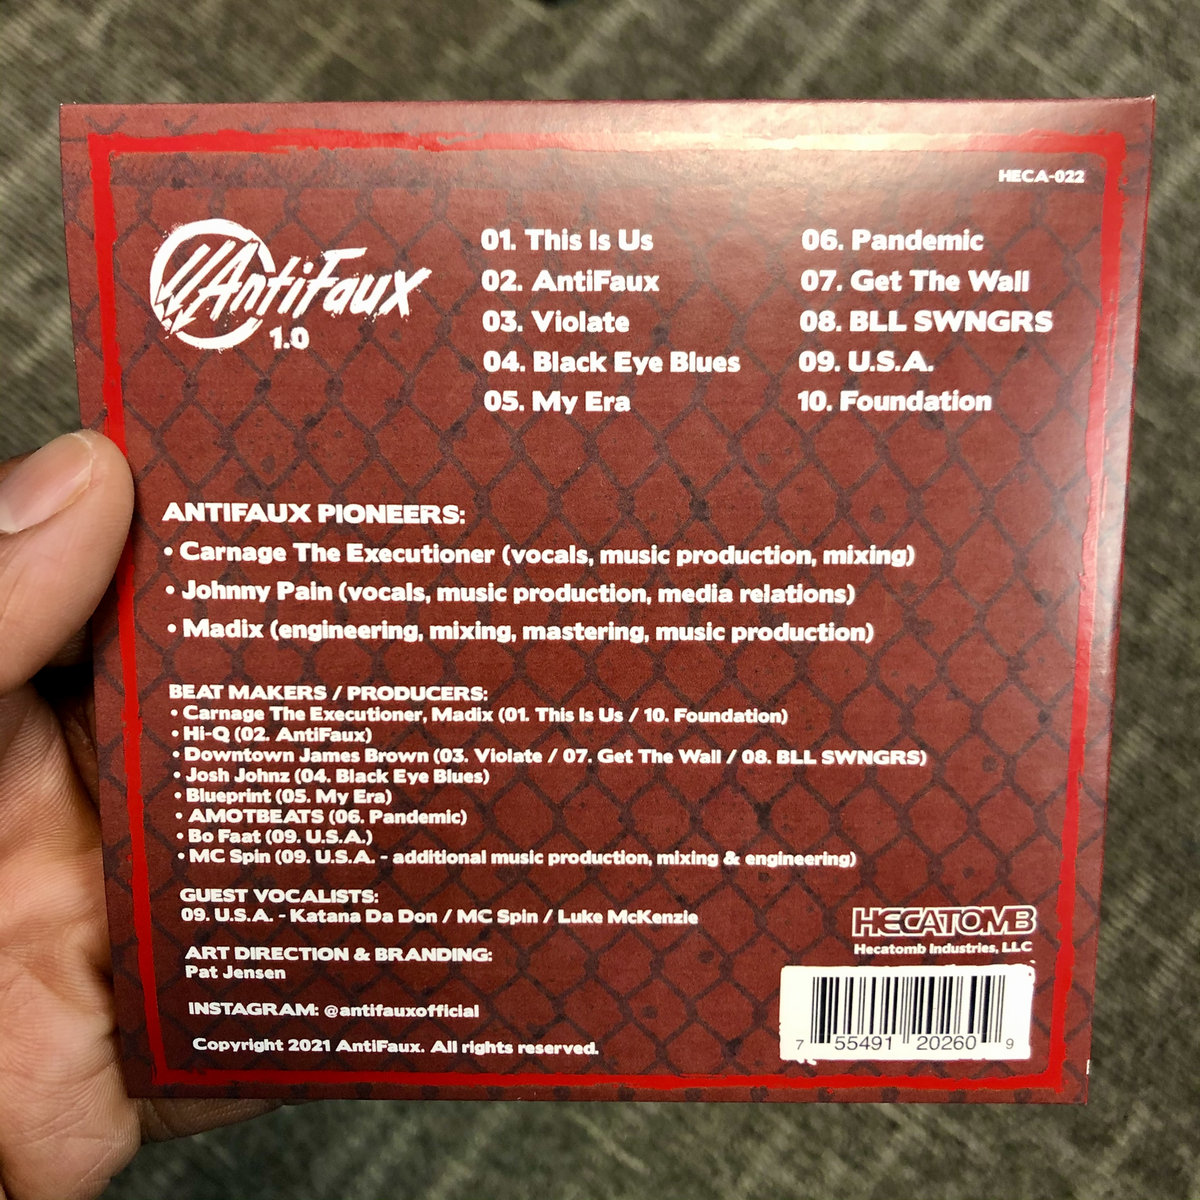 HECA-022
AntiFaux
1.0
01. This Is Us
02. AntiFaux
03. Violate
04. Black Eye Blues
05. My Era
06. Pandemic
07. Get The Wall
08. BLL SWNGRS
09. U.S.A.
10. Foundation
ANTIFAUX PIONEERS:
• Carnage The Executioner (vocals, music production, mixing)
• Johnny Pain (vocals, music production, media relations)
• Madix (engineering, mixing, mastering, music production)
BEAT MAKERS / PRODUCERS:
• Carnage The Executioner, Madix (01. This Is Us / 10. Foundation)
• Hi-Q (02. AntiFaux)
• Downtown James Brown (03. Violate / 07. Get The Wall / 08. BLL SWNGRS)
• Josh Johnz (04. Black Eye Blues)
• Blueprint (05. My Era)
• AMOTBEATS (06. Pandemic)
• Bo Faat (09. U.S.A.)
• MC Spin (09. U.S.A. - additional music production, mixing & engineering)
GUEST VOCALISTS:
09. U.S.A. - Katana Da Don / MC Spin / Luke McKenzie
ART DIRECTION & BRANDING:
Pat Jensen
INSTAGRAM: @antifauxofficial
Copyright 2021 AntiFaux. All rights reserved.
HECATOMB
Hecatomb Industries, LLC
7 55491 20260 9